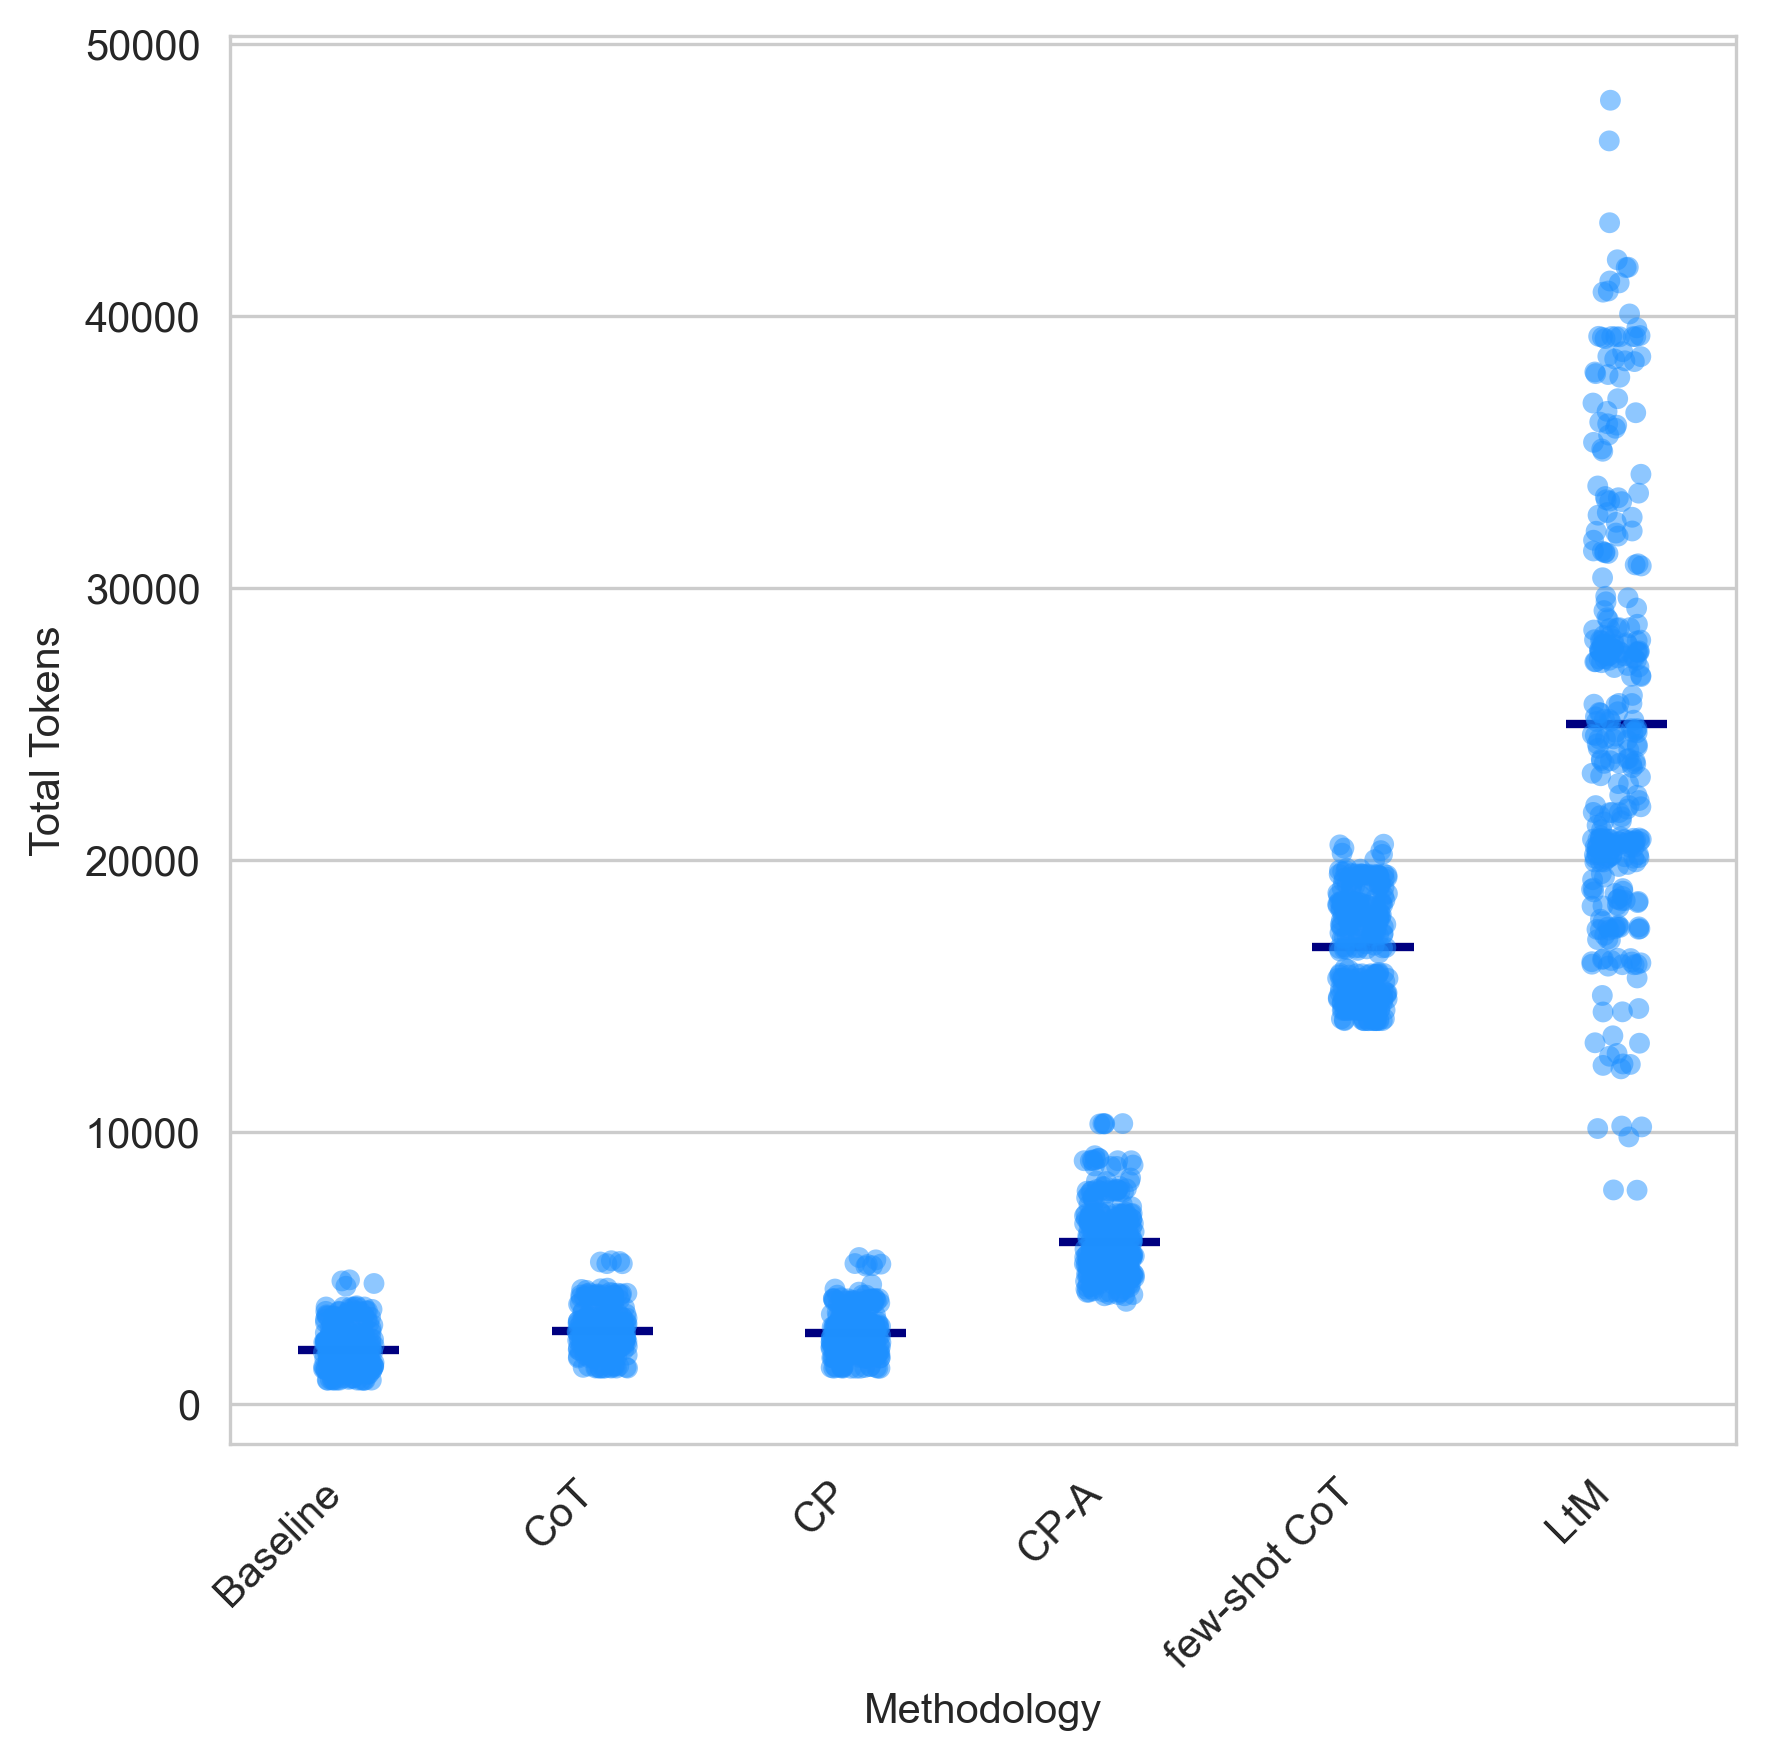 50000
40000
30000
20000
10000
0
Total Tokens
Baseline
CoT
CP
CP-A
few-shot CoT
LtM
Methodology